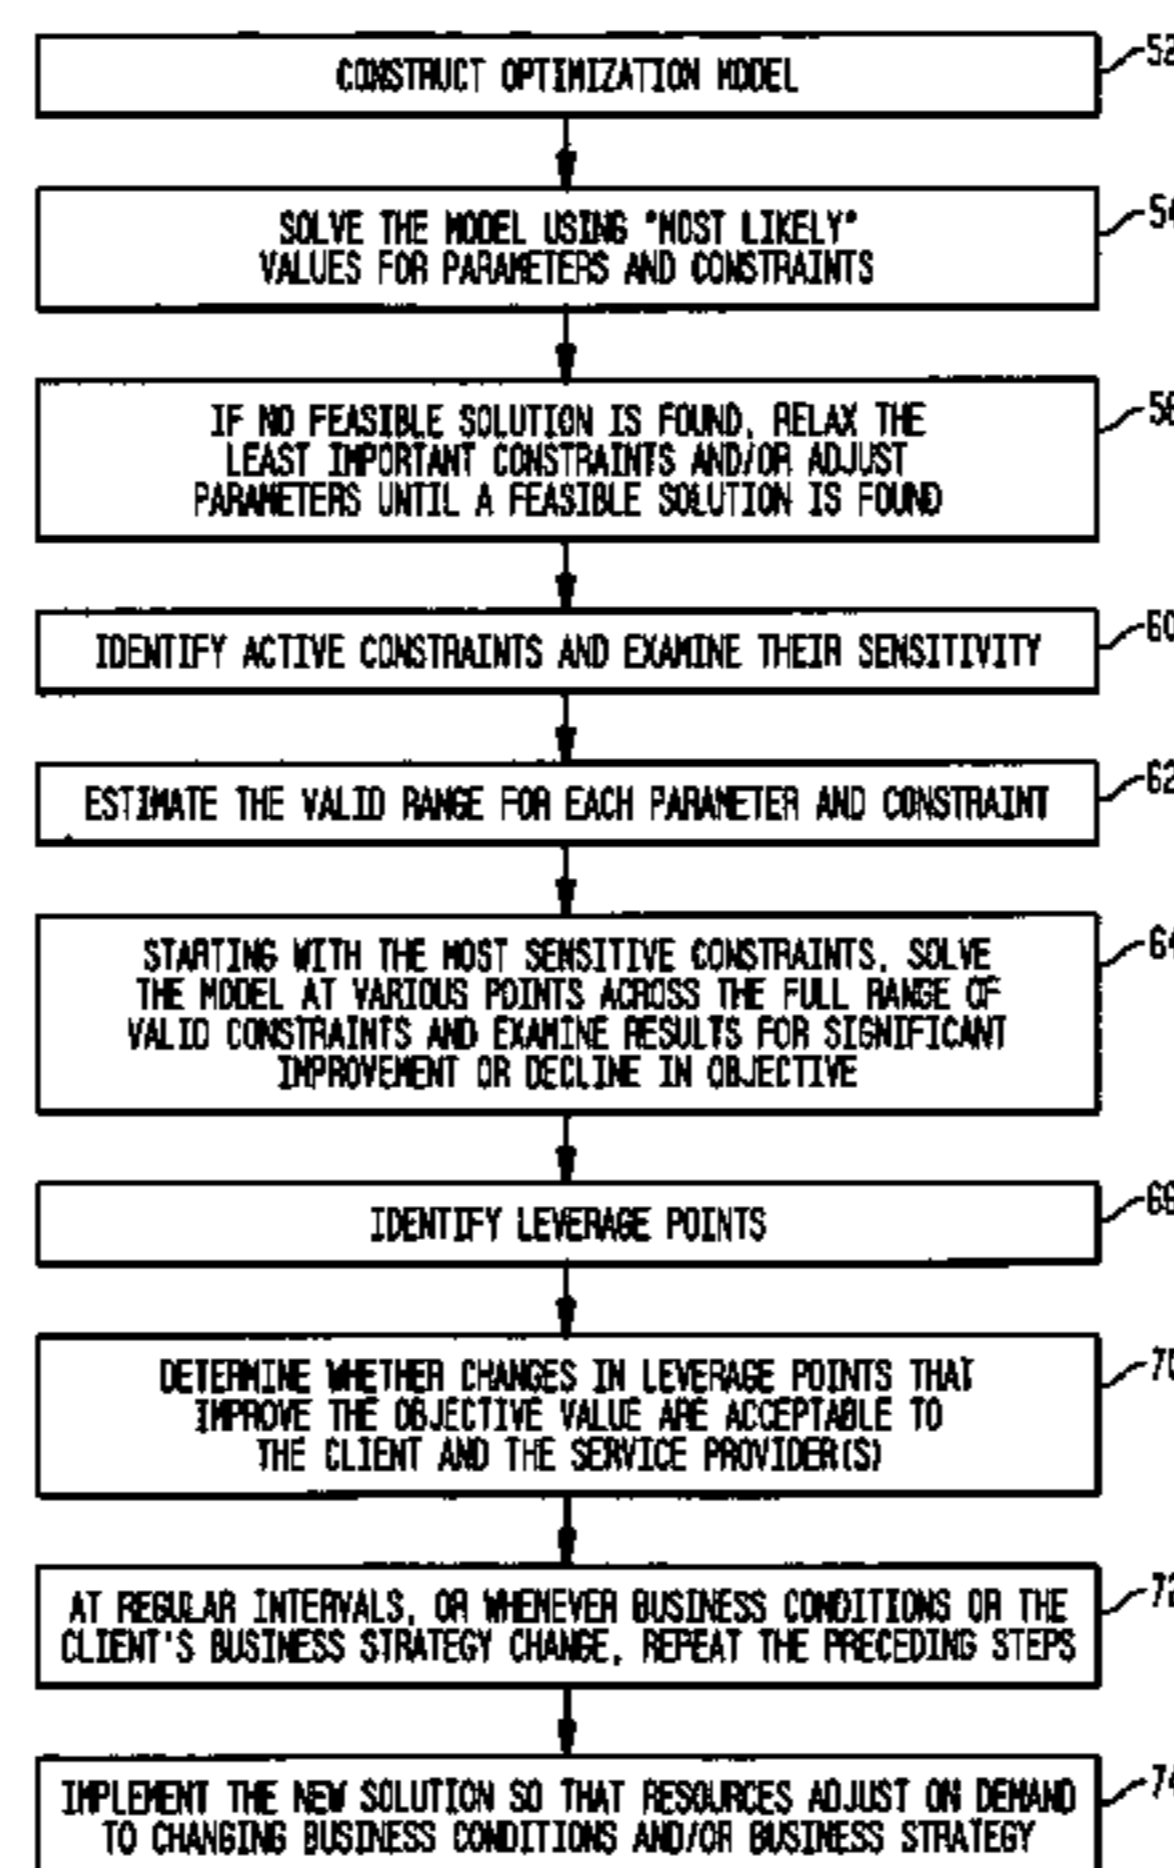 CONSTRUCT OPTIMIZATION MODEL
52
SOLVE THE MODEL USING "MOST LIKELY"
VALUES FOR PARAMETERS AND CONSTRAINTS
IF NO FEASIBLE SOLUTION IS FOUND, RELAX THE
LEAST IMPORTANT CONSTRAINTS AND/OR ADJUST
PARAMETERS UNTIL A FEASIBLE SOLUTION IS FOUND
56
IDENTIFY ACTIVE CONSTRAINTS AND EXAMINE THEIR SENSITIVITY
60
ESTIMATE THE VALID RANGE FOR EACH PARAMETER AND CONSTRAINT
62
STARTING WITH THE MOST SENSITIVE CONSTRAINTS, SOLVE
THE MODEL AT VARIOUS POINTS ACROSS THE FULL RANGE OF
VALID CONSTRAINTS AND EXAMINE RESULTS FOR SIGNIFICANT
IMPROVEMENT OR DECLINE IN OBJECTIVE
64
IDENTIFY LEVERAGE POINTS
DETERMINE WHETHER CHANGES IN LEVERAGE POINTS THAT
IMPROVE THE OBJECTIVE VALUE ARE ACCEPTABLE TO
THE CLIENT AND THE SERVICE PROVIDER(S)
70
AT REGULAR INTERVALS, OR WHENEVER BUSINESS CONDITIONS OR THE
CLIENT'S BUSINESS STRATEGY CHANGE, REPEAT THE PRECEDING STEPS
72
IMPLEMENT THE NEW SOLUTION SO THAT RESOURCES ADJUST ON DEMAND
TO CHANGING BUSINESS CONDITIONS AND/OR BUSINESS STRATEGY